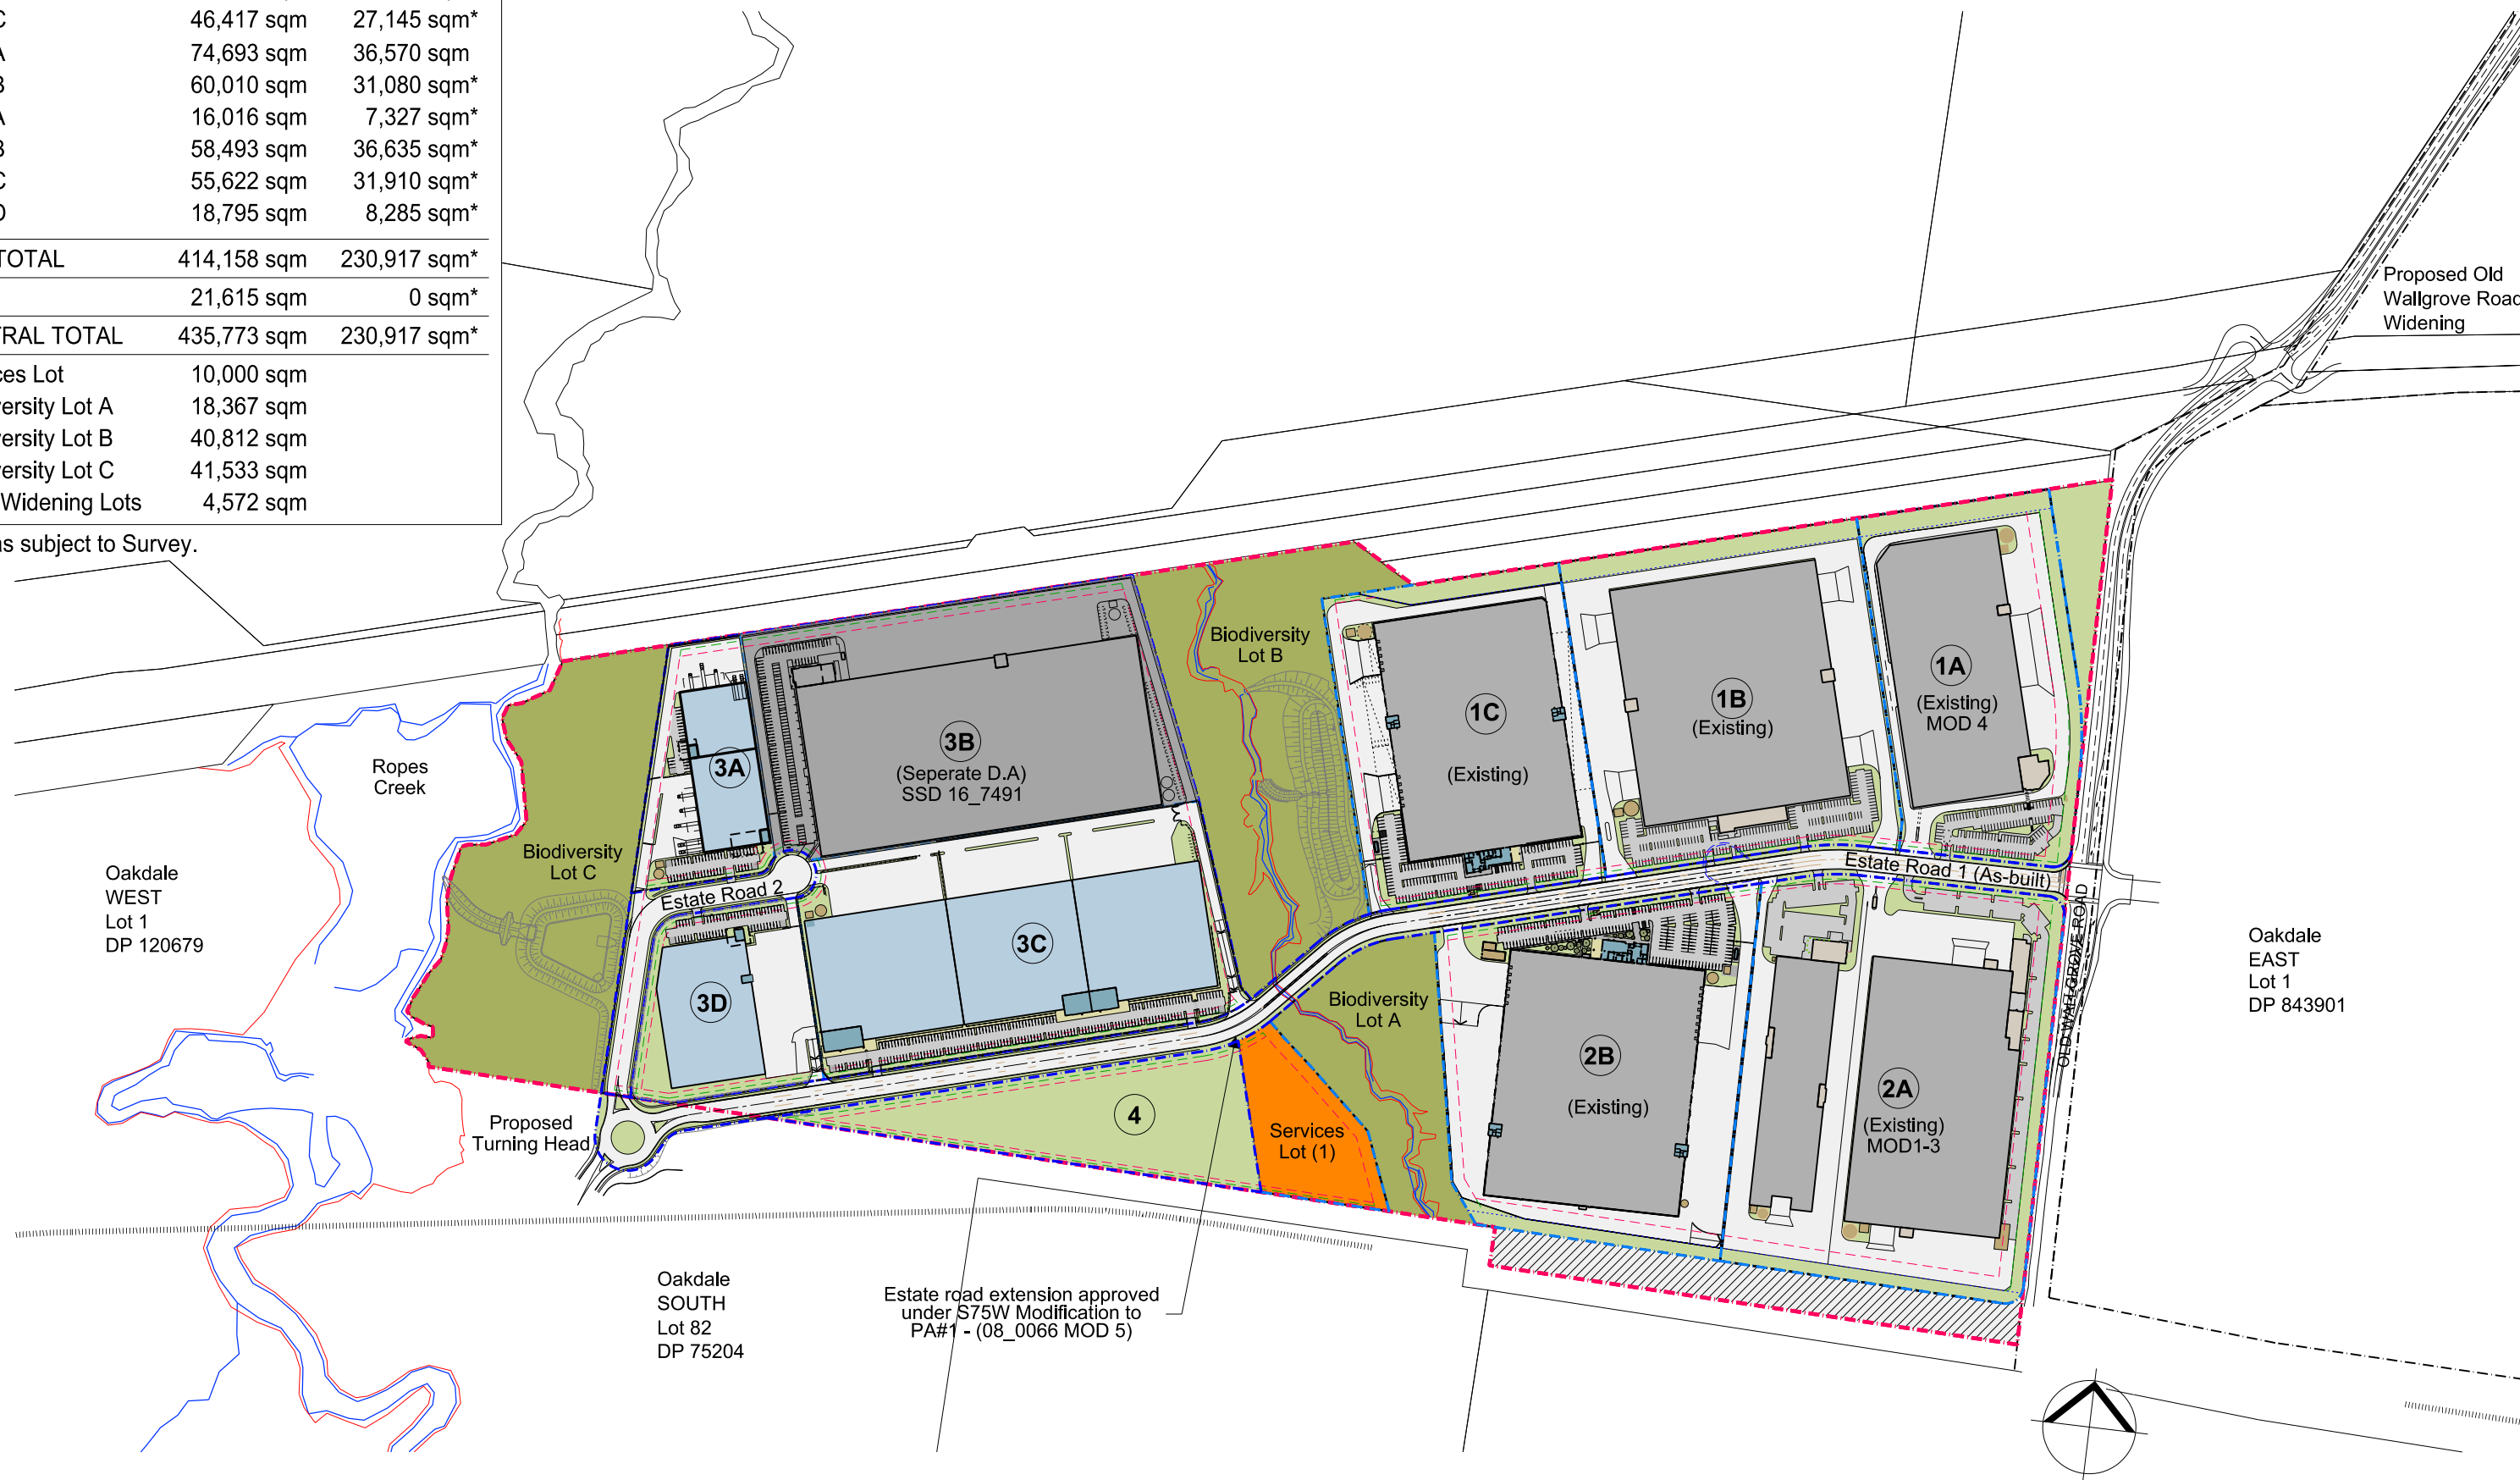 C 46,417 sqm 27,145 sqm*
A 74,693 sqm 36,570 sqm
B 60,010 sqm 31,080 sqm*
A 16,016 sqm 7,327 sqm*
B 58,493 sqm 36,635 sqm*
C 55,622 sqm 31,910 sqm*
D 18,795 sqm 8,285 sqm*
TOTAL 414,158 sqm 230,917 sqm*
21,615 sqm 0 sqm*
TRAL TOTAL 435,773 sqm 230,917 sqm*
ces Lot 10,000 sqm
ersity Lot A 18,367 sqm
ersity Lot B 40,812 sqm
ersity Lot C 41,533 sqm
Widening Lots 4,572 sqm
as subject to Survey.
Proposed Old
Wallgrove Road
Widening
Biodiversity
Lot B
1C
(Existing)
1B
(Existing)
1A
(Existing)
MOD 4
3A
3B
(Seperate D.A)
SSD 16_7491
Ropes
Creek
Biodiversity
Lot C
Oakdale
WEST
Lot 1
DP 120679
Estate Road 2
Estate Road 1 (As-built)
3C
3D
Biodiversity
Lot A
OLD WALLGROVE ROAD
Oakdale
EAST
Lot 1
DP 843901
2B
(Existing)
2A
(Existing)
MOD1-3
4
Services
Lot (1)
Proposed
Turning Head
Oakdale
SOUTH
Lot 82
DP 75204
Estate road extension approved
under S75W Modification to
PA#1 - (08_0066 MOD 5)